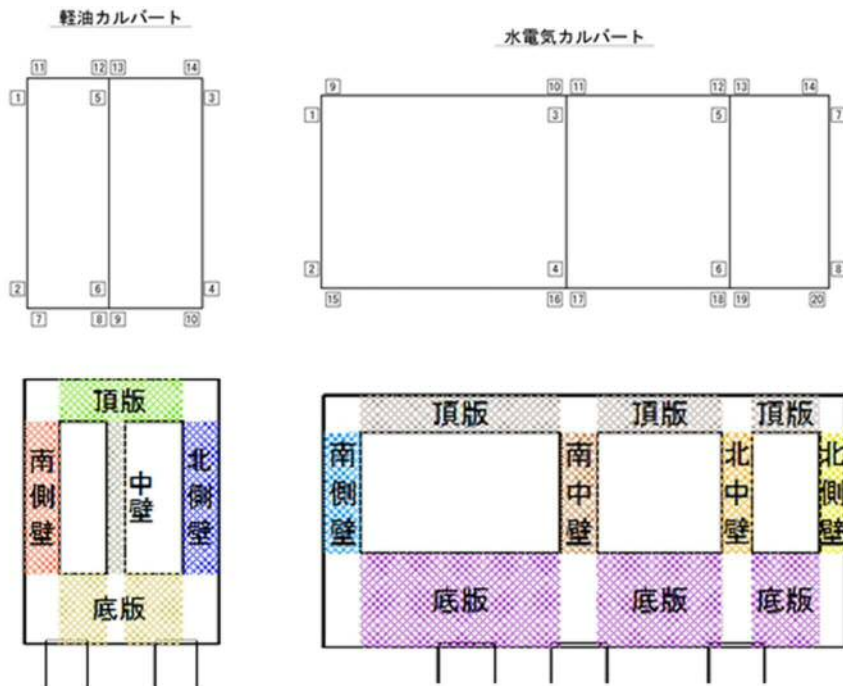 軽油カルバート
水電気カルバート
11 12 13 14
1 5 3
2 6 4
7 8 9 10
9 10 11 12 13 14
1 3 5 7
2 4 6 8
15 16 17 18 19 20
頂版
南側壁
中壁
北側壁
底版
頂版 頂版 頂版
南側壁
南中壁
北中壁
北側壁
底版 底版 底版